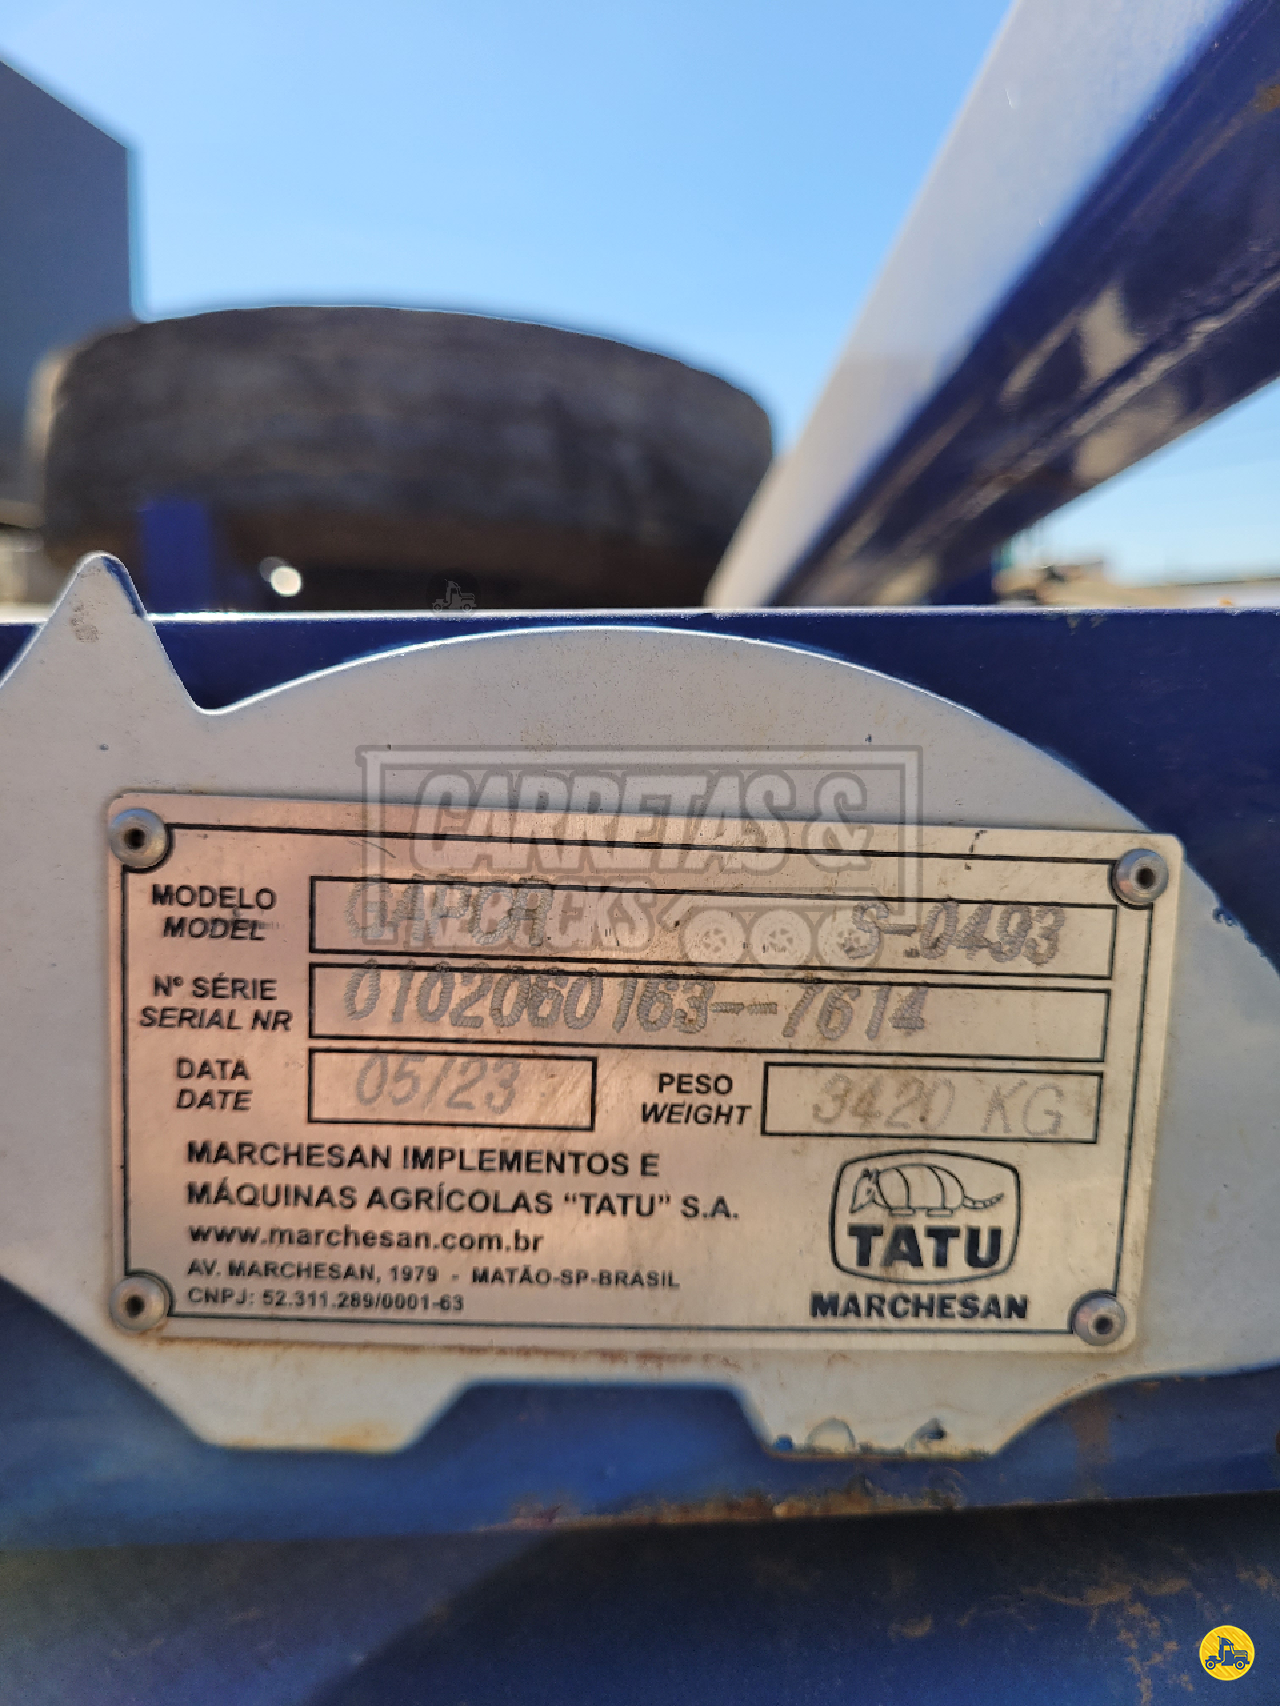 CARRETAS &
RECKS
MODELO
MODEL
GAPCR S-0493
Nº SÉRIE
SERIAL NR
0102060163--7614
DATA
DATE
05/23
PESO
WEIGHT
3420 KG
MARCHESAN IMPLEMENTOS E
MÁQUINAS AGRÍCOLAS “TATU” S.A.
www.marchesan.com.br
AV. MARCHESAN, 1979 - MATÃO-SP-BRASIL
CNPJ: 52.311.289/0001-63
TATU
MARCHESAN